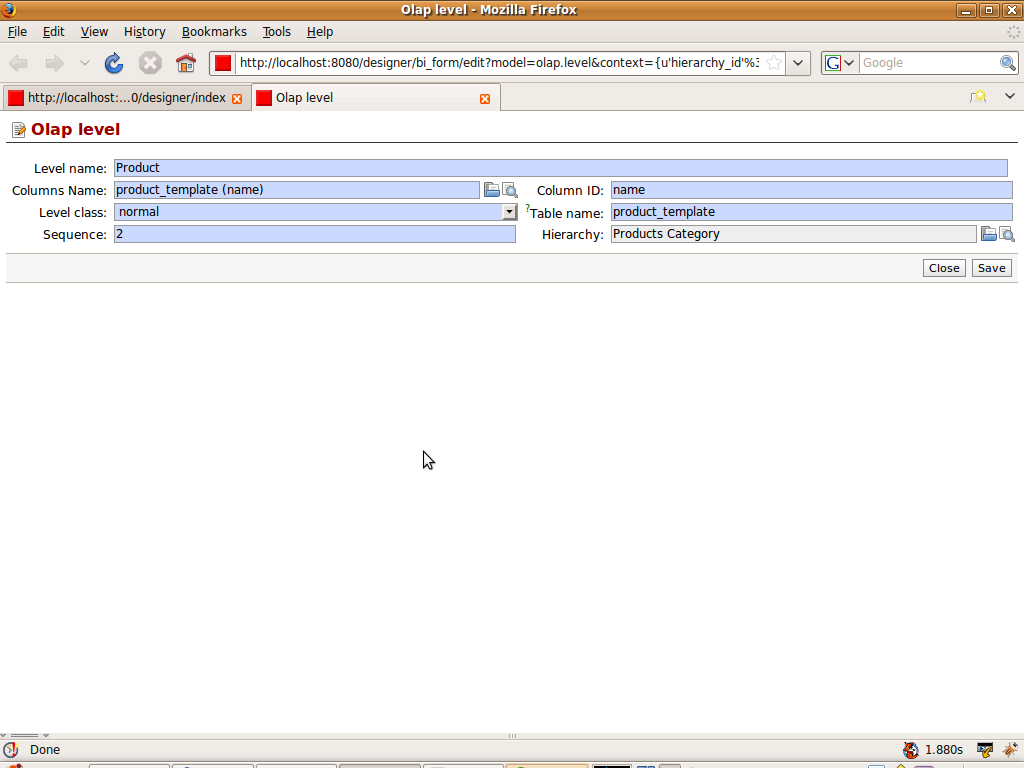 Olap level - Mozilla Firefox
File Edit View History Bookmarks Tools Help
http://localhost:8080/designer/bi_form/edit?model=olap.level&context={u'hierarchy_id'%3 G Google
http://localhost:...0/designer/index Olap level
Olap level
Level name: Product
Columns Name: product_template (name) Column ID: name
Level class: normal ? Table name: product_template
Sequence: 2 Hierarchy: Products Category
Close Save
Done 1.880s